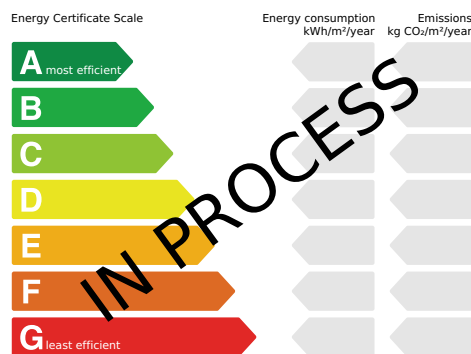 Energy Certificate Scale
Energy consumption
kWh/m²/year
Emissions
kg CO₂/m²/year
A most efficient
B
C
D
E
F
G least efficient
IN PROCESS